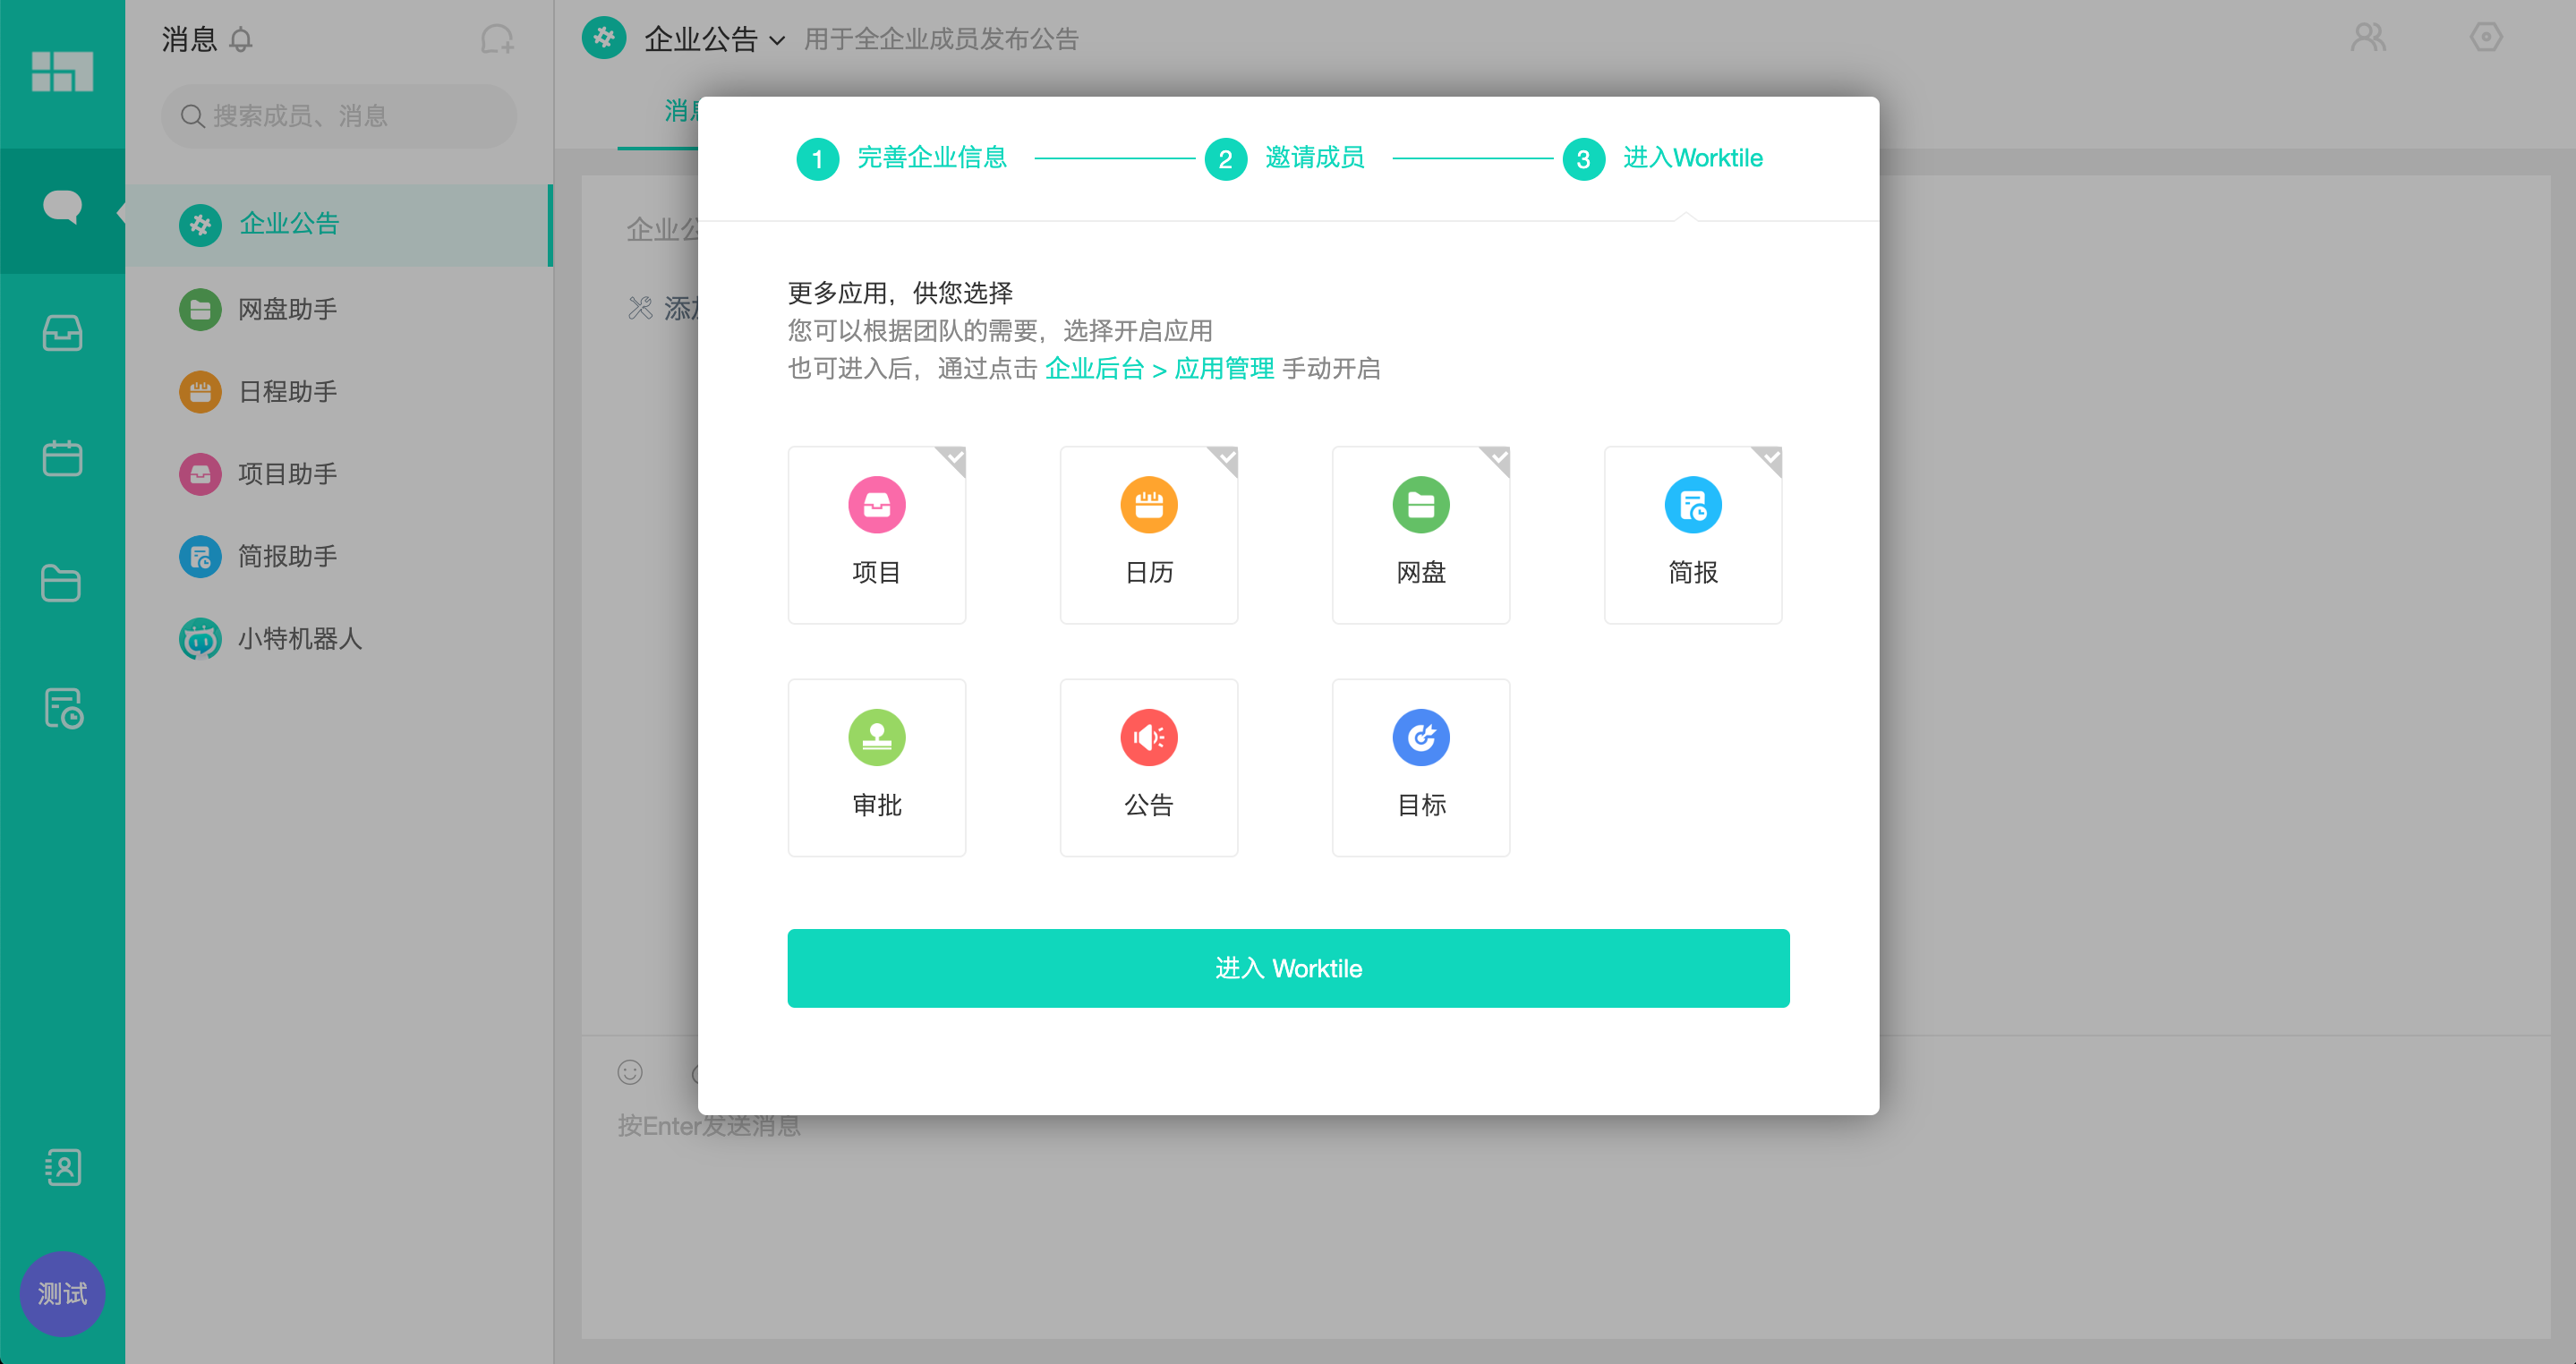 消息
搜索成员、消息
企业公告
网盘助手
日程助手
项目助手
简报助手
小特机器人
测试
企业公告 用于全企业成员发布公告
消息
企业公
添加
1 完善企业信息 2 邀请成员 3 进入Worktile
更多应用，供您选择
您可以根据团队的需要，选择开启应用
也可进入后，通过点击 企业后台 > 应用管理 手动开启
项目 日历 网盘 简报
审批 公告 目标
进入 Worktile
按Enter发送消息